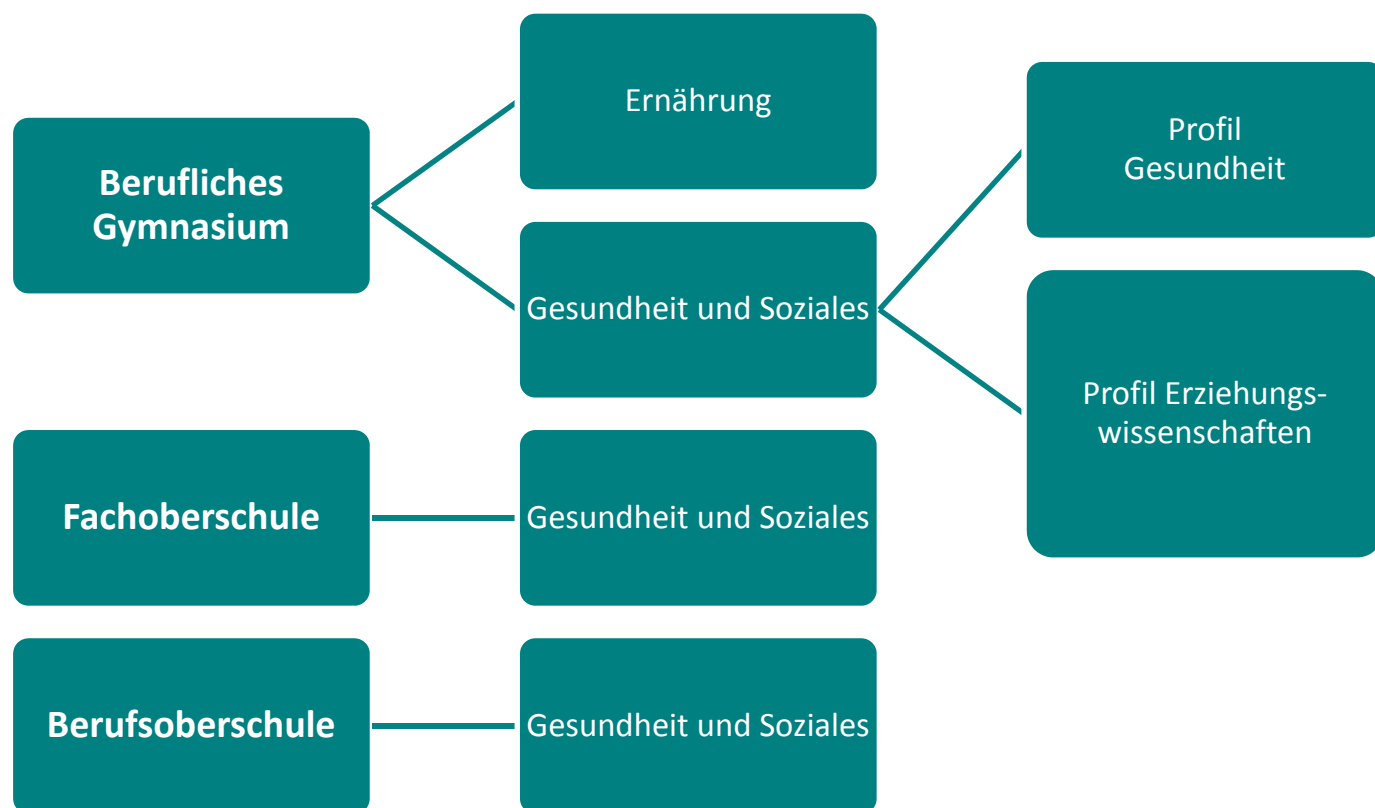 Berufliches
Gymnasium
Ernährung
Gesundheit und Soziales
Profil
Gesundheit
Profil Erziehungs-
wissenschaften
Fachoberschule
Gesundheit und Soziales
Berufsoberschule
Gesundheit und Soziales